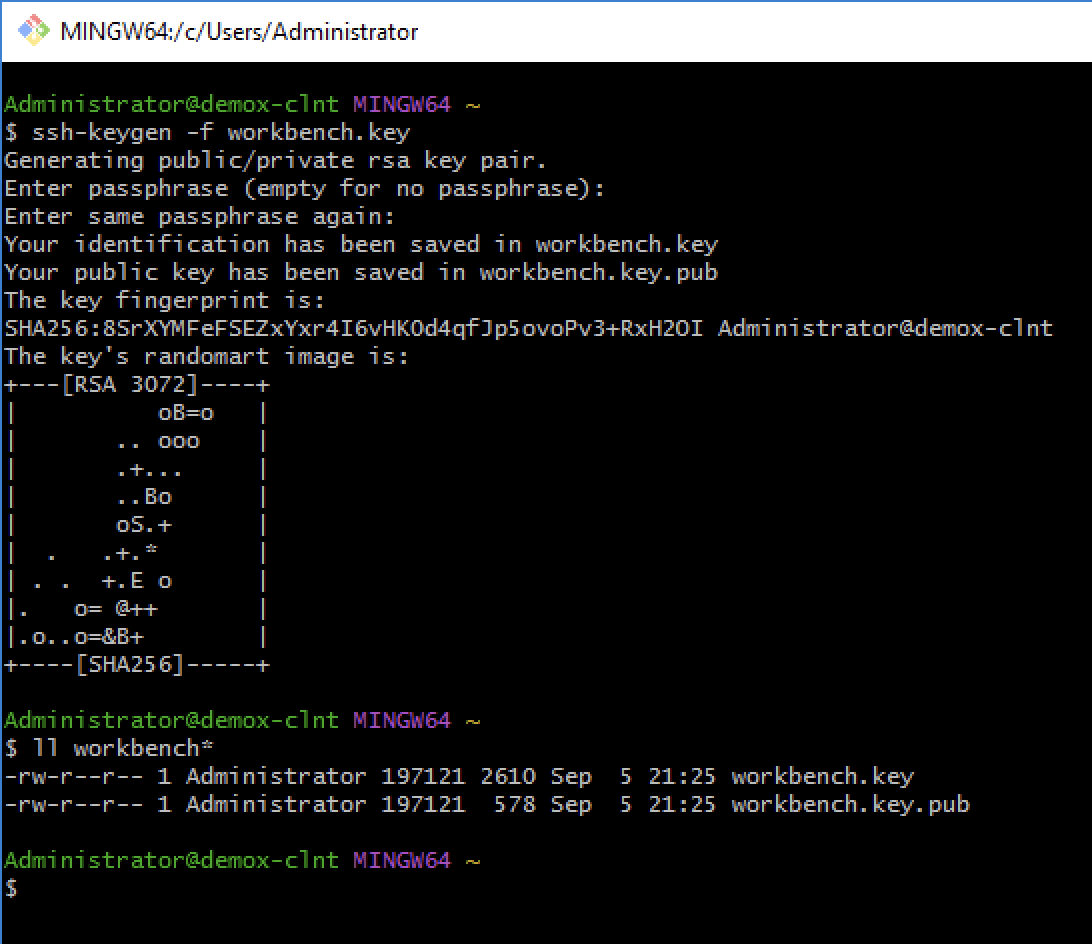 MINGW64:/c/Users/Administrator
Administrator@demox-clnt MINGW64 ~
$ ssh-keygen -f workbench.key
Generating public/private rsa key pair.
Enter passphrase (empty for no passphrase):
Enter same passphrase again:
Your identification has been saved in workbench.key
Your public key has been saved in workbench.key.pub
The key fingerprint is:
SHA256:8SrXYMFeFSEZxYxr4I6vHKOd4qfJp5ovoPv3+RxH2OI Administrator@demox-clnt
The key's randomart image is:
+---[RSA 3072]----+
|          oB=o   |
|       .. ooo    |
|       .+...     |
|       ..Bo      |
|       oS.+      |
|  .   .+.*       |
| . .  +.E o      |
|.   o= @++       |
|.o..o=&B+        |
+----[SHA256]-----+
Administrator@demox-clnt MINGW64 ~
$ ll workbench*
-rw-r--r-- 1 Administrator 197121 2610 Sep  5 21:25 workbench.key
-rw-r--r-- 1 Administrator 197121  578 Sep  5 21:25 workbench.key.pub
Administrator@demox-clnt MINGW64 ~
$